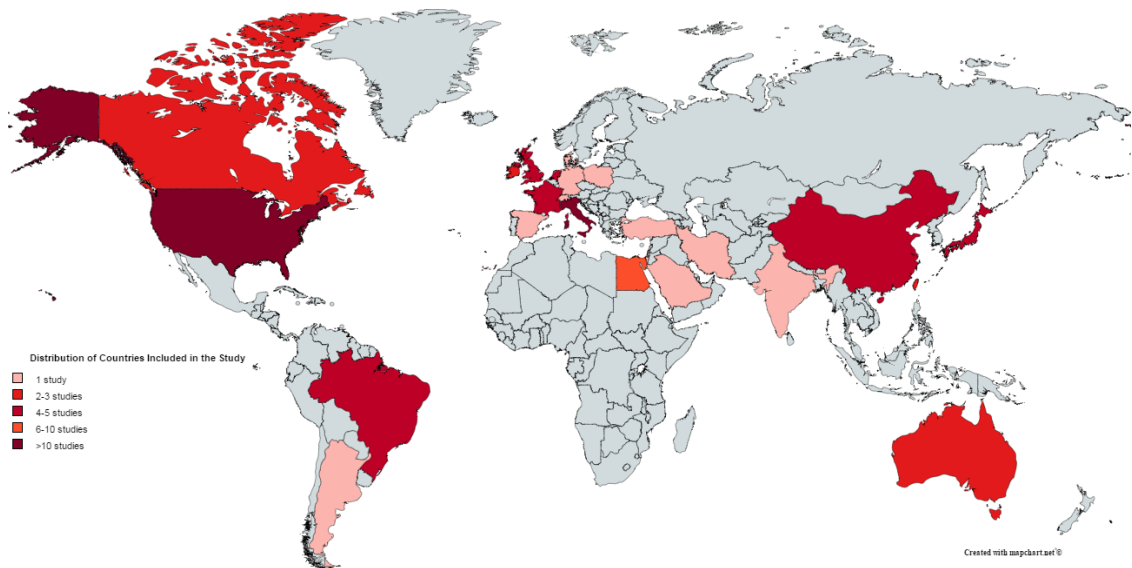 Distribution of Countries Included in the Study
1 study
2-3 studies
4-5 studies
6-10 studies
>10 studies
Created with mapchart.net ©